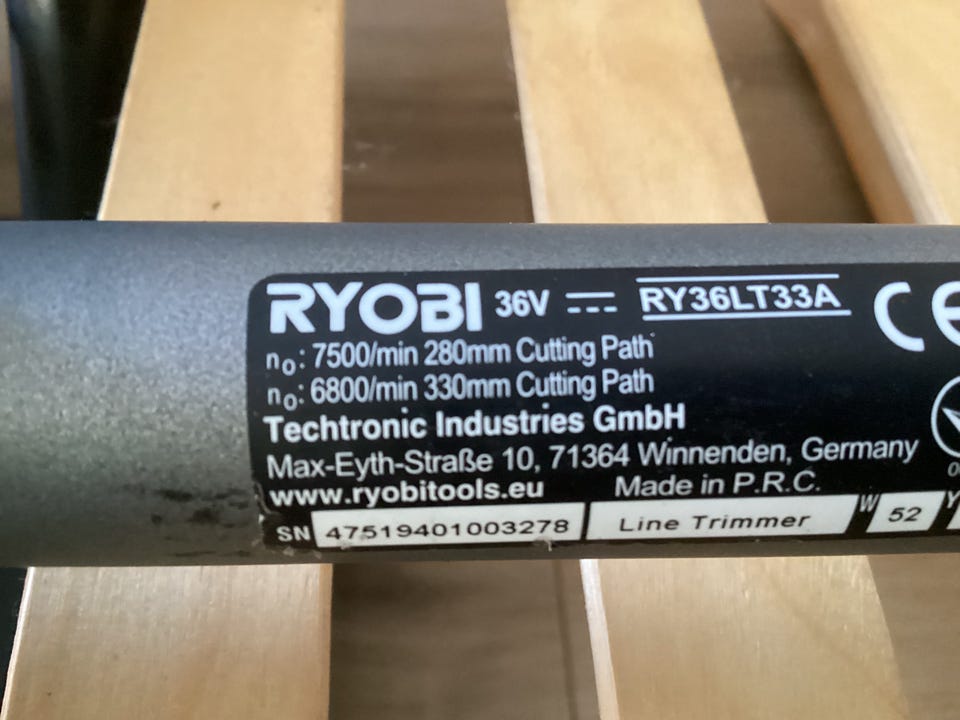 RYOBI 36V RY36LT33A CE
n₀: 7500/min 280mm Cutting Path
n₀: 6800/min 330mm Cutting Path
Techtronic Industries GmbH
Max-Eyth-Straße 10, 71364 Winnenden, Germany
www.ryobitools.eu Made in P.R.C.
SN 47519401003278 Line Trimmer W 52 Y